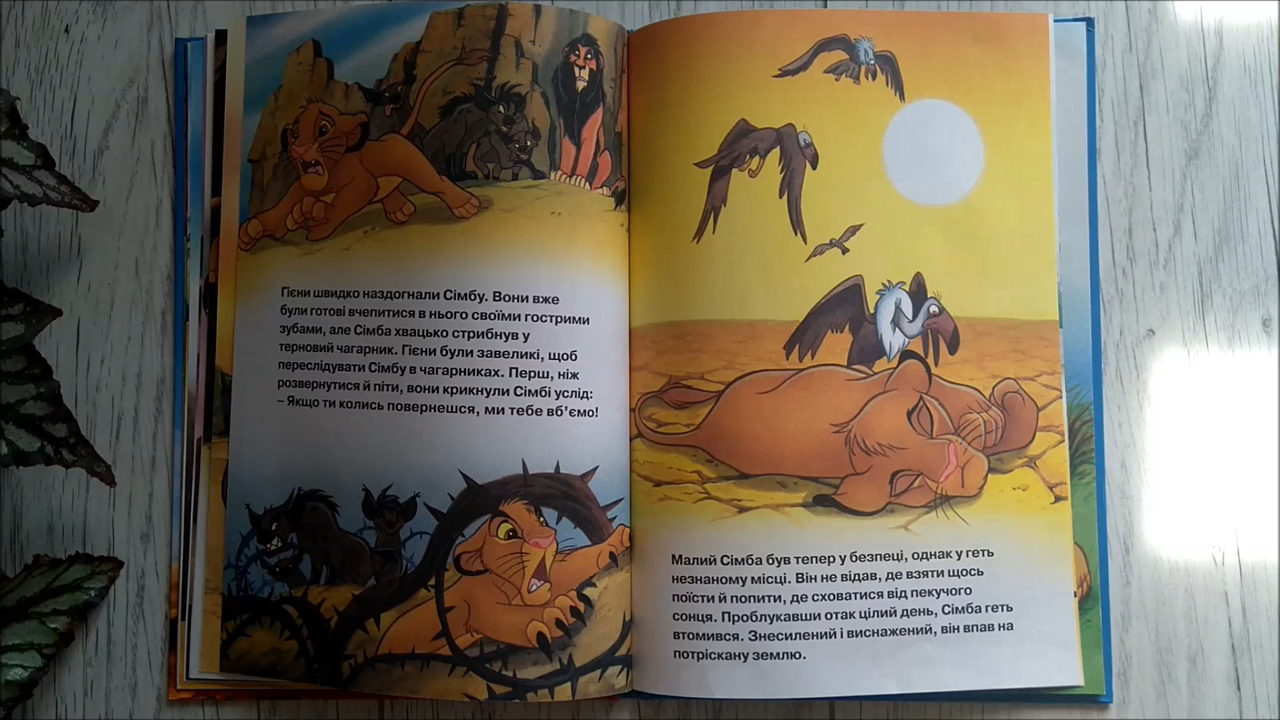 Гієни швидко наздогнали Сімбу. Вони вже
були готові вчепитися в нього своїми гострими
зубами, але Сімба хвацько стрибнув у
терновий чагарник. Гієни були завеликі, щоб
переслідувати Сімбу в чагарниках. Перш, ніж
розвернутися й піти, вони крикнули Сімбі услід:
– Якщо ти колись повернешся, ми тебе вб’ємо!
Малий Сімба був тепер у безпеці, однак у геть
незнаному місці. Він не відав, де взяти щось
поїсти й попити, де сховатися від пекучого
сонця. Проблукавши отак цілий день, Сімба геть
втомився. Знесилений і виснажений, він впав на
потріскану землю.